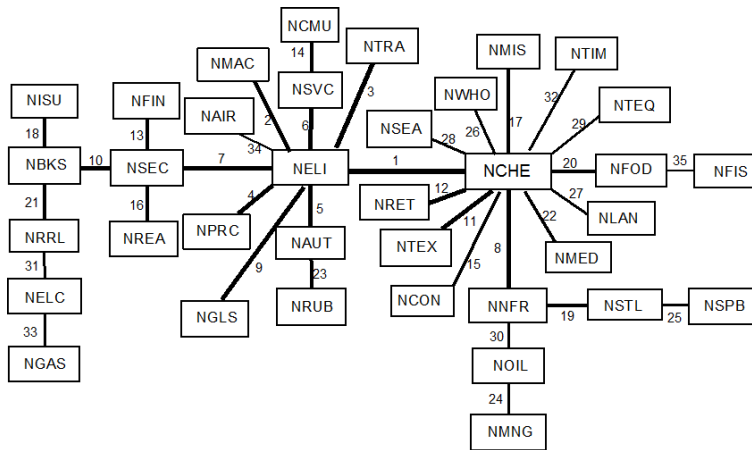 NCMU
NTRA
NMIS
NTIM
14
NMAC
NSVC
3
NWHO
32
NTEQ
NISU
NFIN
NAIR
2
6
NSEA
28
26
17
29
18
13
34
NBKS
10
NSEC
7
NELI
1
NCHE
20
NFOD
35
NFIS
21
16
4
5
12
27
NRRL
NREA
NPRC
NAUT
NRET
11
22
NLAN
31
9
23
NTEX
15
8
NMED
NELC
NGLS
NRUB
NCON
NNFR
19
NSTL
25
NSPB
33
30
NGAS
NOIL
24
NMNG